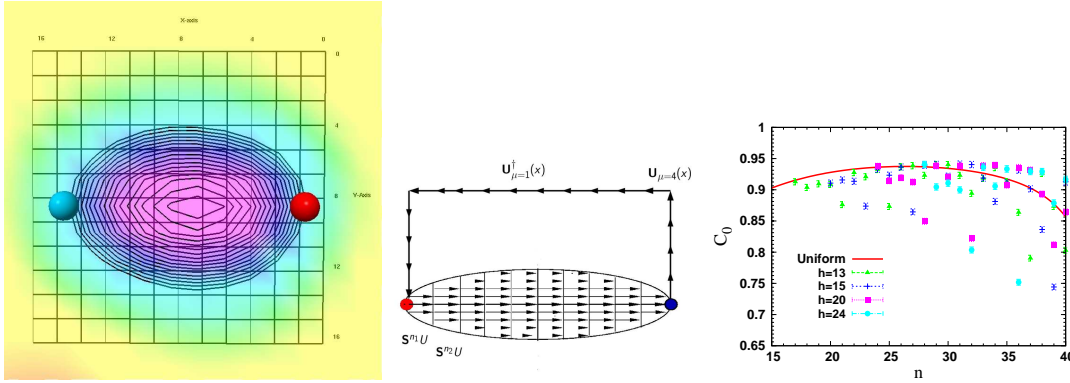 X-axis
16 12 8 4 0
0
4
8
Y-Axis
12
16
U†μ=1(x)
Uμ=4(x)
Sn1U
Sn2U
C0
1
0.95
0.9
0.85
0.8
0.75
0.7
0.65
Uniform
h=13
h=15
h=20
h=24
15 20 25 30 35 40
n